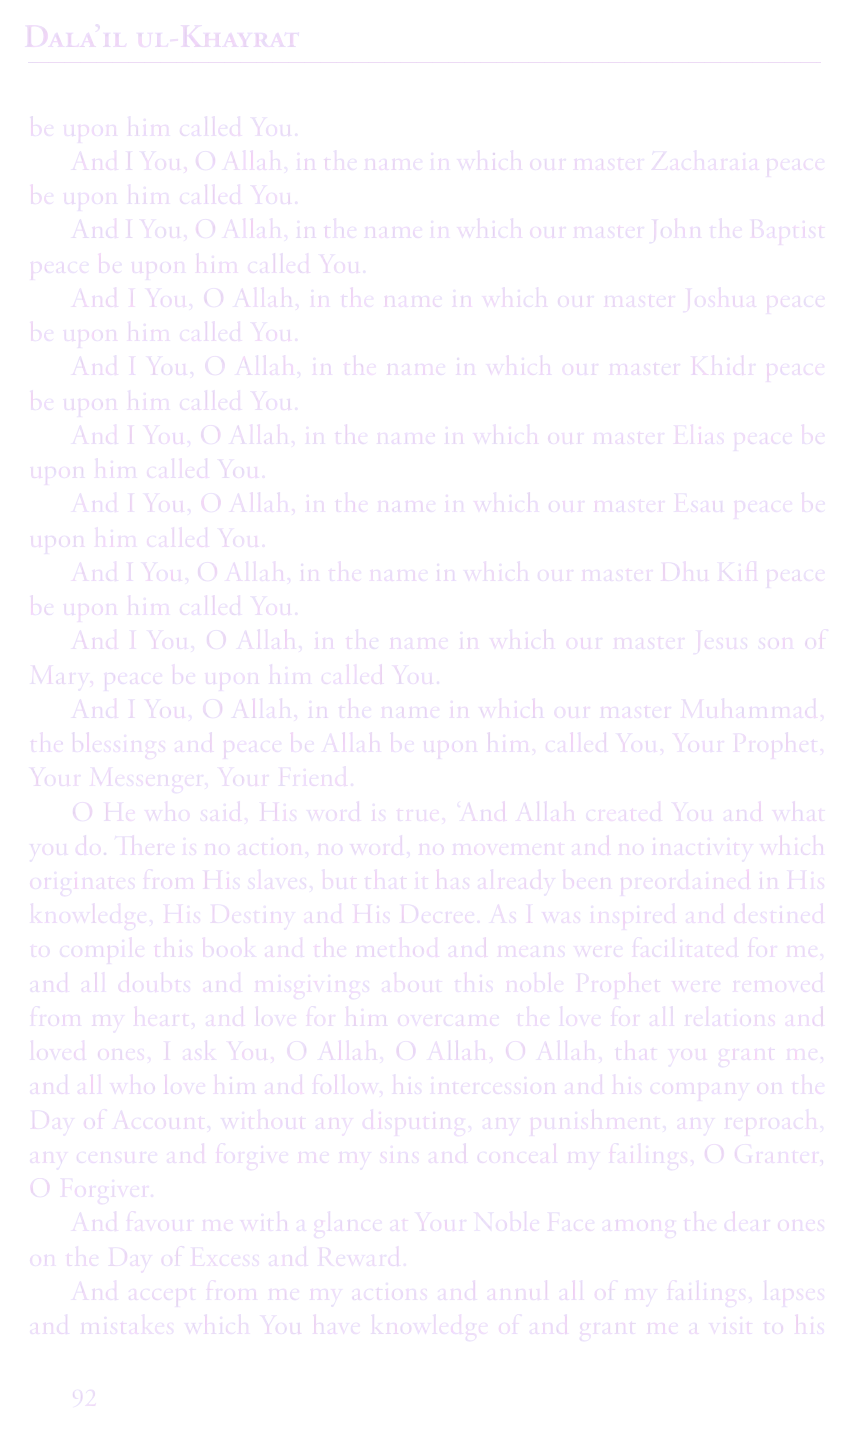 Dala’il ul-Khayrat
be upon him called You.
And I You, O Allah, in the name in which our master Zacharaia peace
be upon him called You.
And I You, O Allah, in the name in which our master John the Baptist
peace be upon him called You.
And I You, O Allah, in the name in which our master Joshua peace
be upon him called You.
And I You, O Allah, in the name in which our master Khidr peace
be upon him called You.
And I You, O Allah, in the name in which our master Elias peace be
upon him called You.
And I You, O Allah, in the name in which our master Esau peace be
upon him called You.
And I You, O Allah, in the name in which our master Dhu Kifl peace
be upon him called You.
And I You, O Allah, in the name in which our master Jesus son of
Mary, peace be upon him called You.
And I You, O Allah, in the name in which our master Muhammad,
the blessings and peace be Allah be upon him, called You, Your Prophet,
Your Messenger, Your Friend.
O He who said, His word is true, ‘And Allah created You and what
you do. There is no action, no word, no movement and no inactivity which
originates from His slaves, but that it has already been preordained in His
knowledge, His Destiny and His Decree. As I was inspired and destined
to compile this book and the method and means were facilitated for me,
and all doubts and misgivings about this noble Prophet were removed
from my heart, and love for him overcame the love for all relations and
loved ones, I ask You, O Allah, O Allah, O Allah, that you grant me,
and all who love him and follow, his intercession and his company on the
Day of Account, without any disputing, any punishment, any reproach,
any censure and forgive me my sins and conceal my failings, O Granter,
O Forgiver.
And favour me with a glance at Your Noble Face among the dear ones
on the Day of Excess and Reward.
And accept from me my actions and annul all of my failings, lapses
and mistakes which You have knowledge of and grant me a visit to his
92